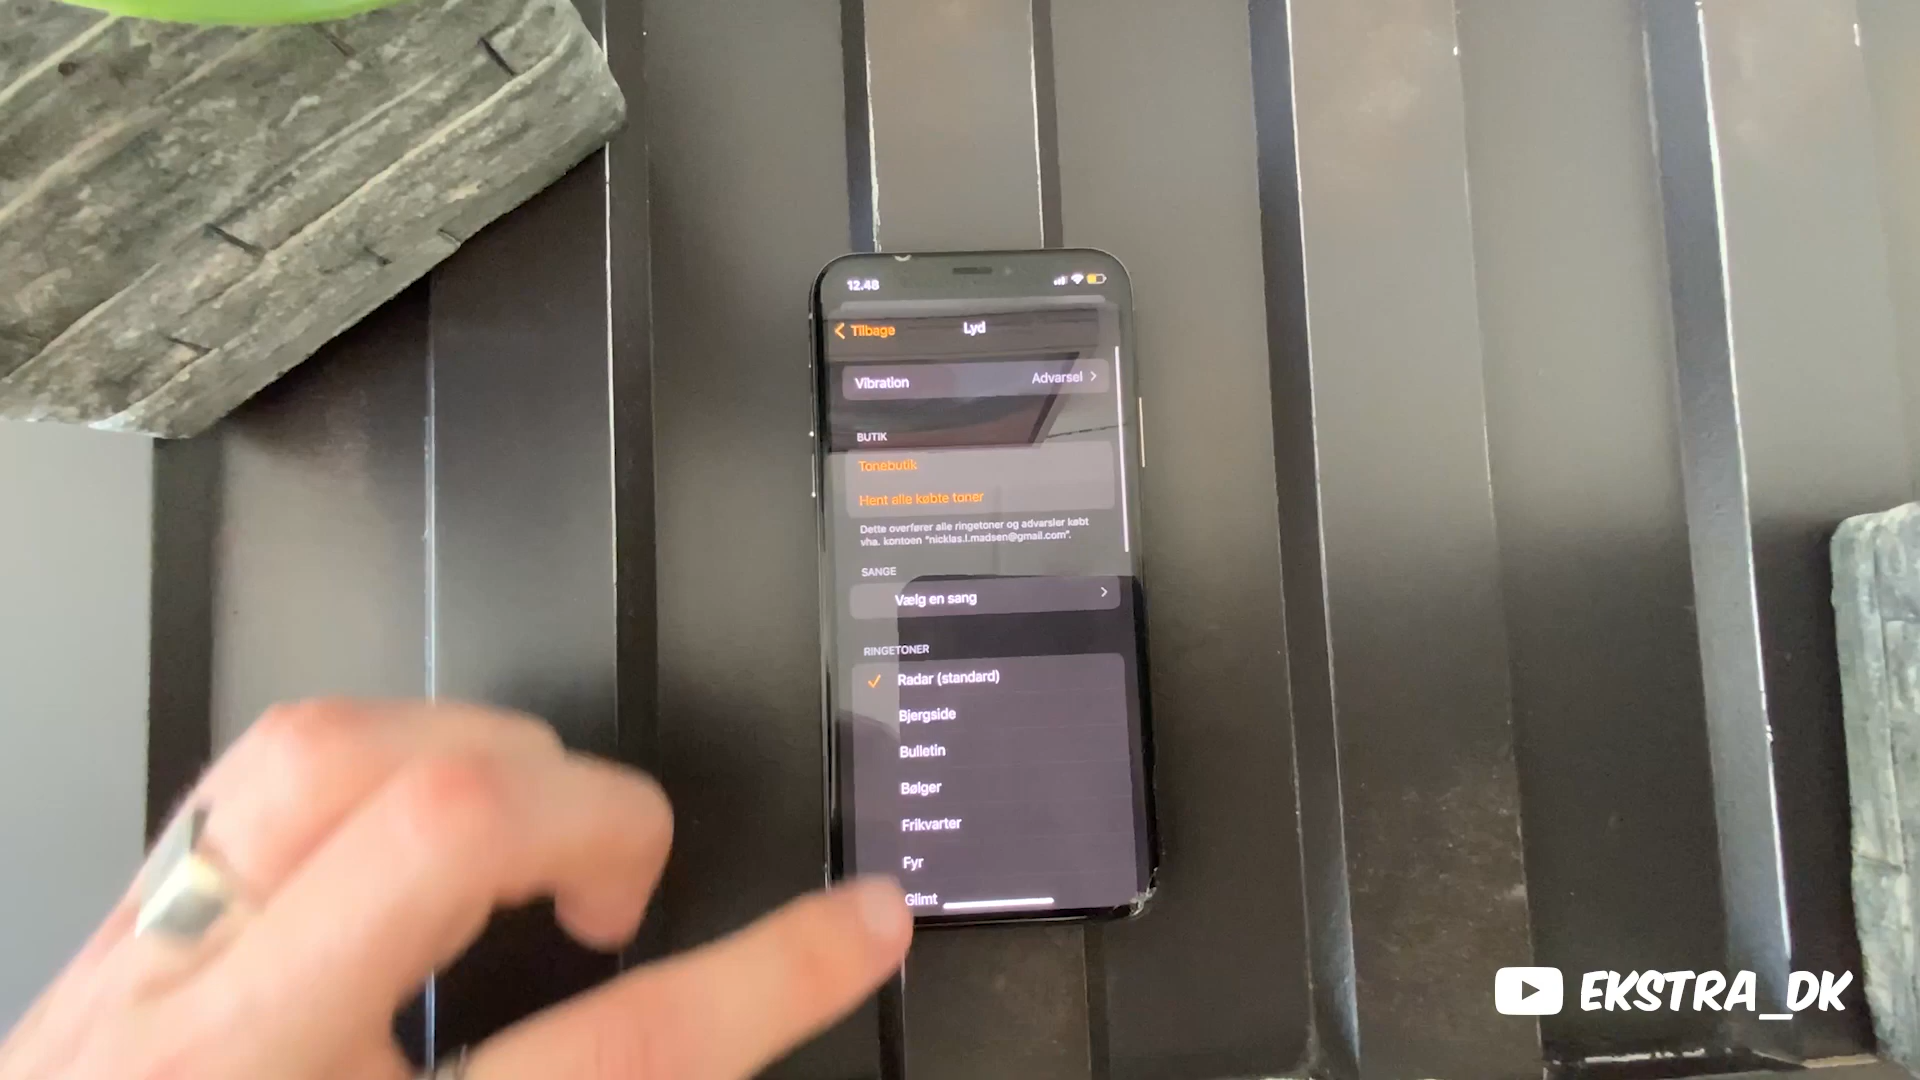 12.48
Tilbage
Lyd
Vibration Advarsel
BUTIK
Tonebutik
Hent alle købte toner
Dette overfører alle ringetoner og advarsler købt
vha. kontoen "nicklas.l.madsen@gmail.com".
SANGE
Vælg en sang
RINGETONER
Radar (standard)
Bjergside
Bulletin
Bølger
Frikvarter
Fyr
Glimt
EKSTRA_DK